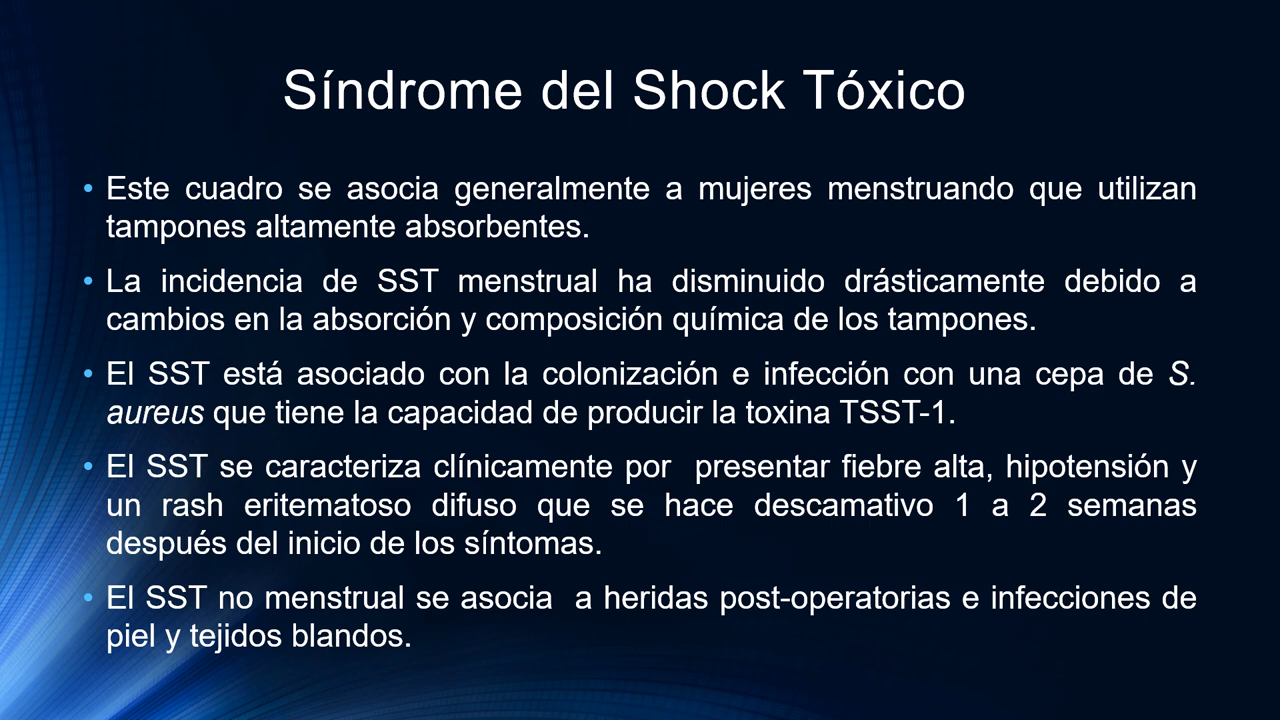 Síndrome del Shock Tóxico
• Este cuadro se asocia generalmente a mujeres menstruando que utilizan
tampones altamente absorbentes.
• La incidencia de SST menstrual ha disminuido drásticamente debido a
cambios en la absorción y composición química de los tampones.
• El SST está asociado con la colonización e infección con una cepa de S.
aureus que tiene la capacidad de producir la toxina TSST-1.
• El SST se caracteriza clínicamente por  presentar fiebre alta, hipotensión y
un rash eritematoso difuso que se hace descamativo 1 a 2 semanas
después del inicio de los síntomas.
• El SST no menstrual se asocia  a heridas post-operatorias e infecciones de
piel y tejidos blandos.